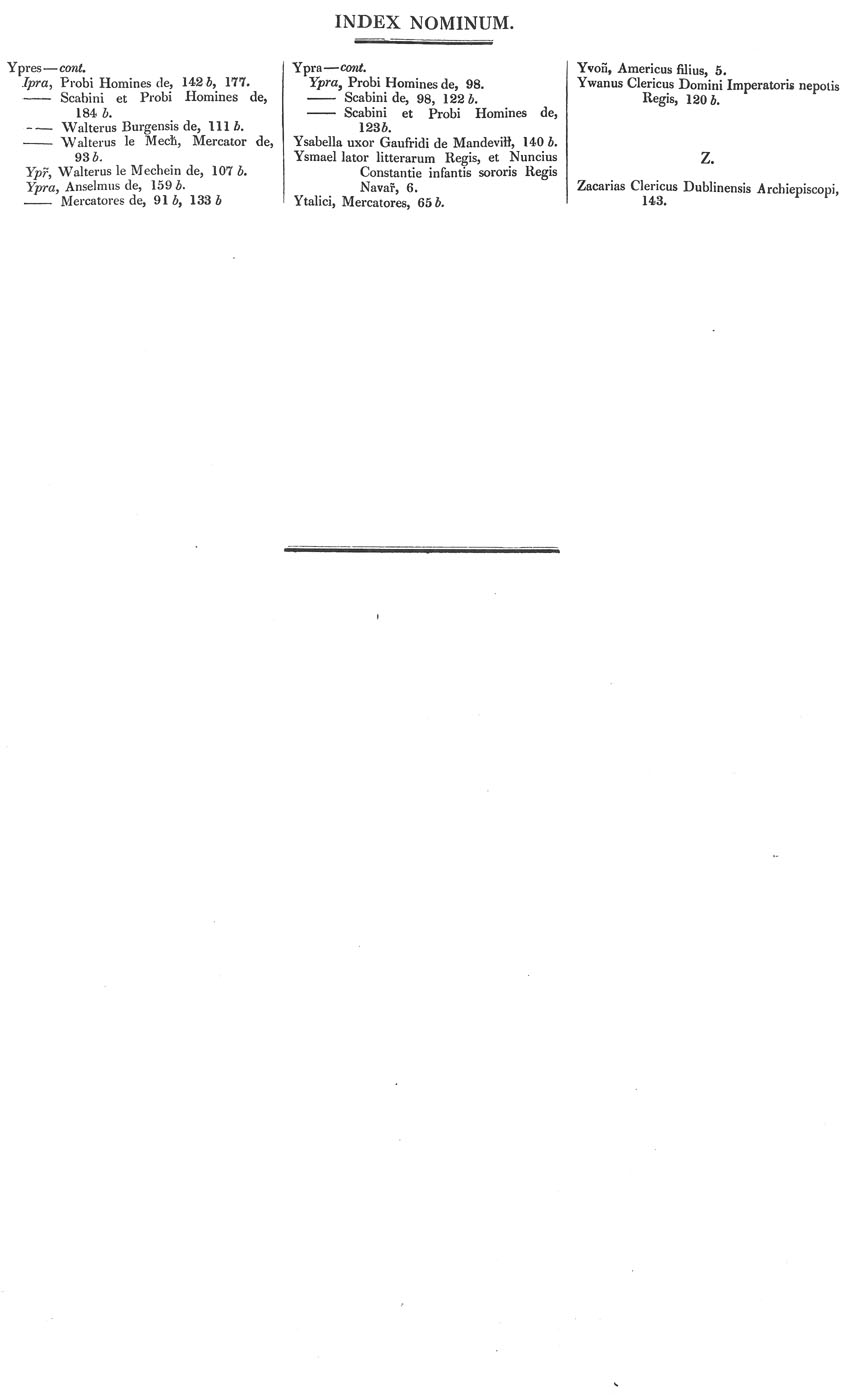 INDEX NOMINUM.
Ypres—cont.
Ipra, Probi Homines de, 142 b, 177.
—— Scabini et Probi Homines de,
184 b.
—— Walterus Burgensis de, 111 b.
—— Walterus le Mecħ, Mercator de,
93 b.
Ypr̃, Walterus le Mechein de, 107 b.
Ypra, Anselmus de, 159 b.
—— Mercatores de, 91 b, 133 b
Ypra—cont.
Ypra, Probi Homines de, 98.
—— Scabini de, 98, 122 b.
—— Scabini et Probi Homines de,
123 b.
Ysabella uxor Gaufridi de Mandeviłł, 140 b.
Ysmael lator litterarum Regis, et Nuncius
Constantie infantis sororis Regis
Navar̃, 6.
Ytalici, Mercatores, 65 b.
Yvoñ, Americus filius, 5.
Ywanus Clericus Domini Imperatoris nepotis
Regis, 120 b.
Z.
Zacarias Clericus Dublinensis Archiepiscopi,
143.